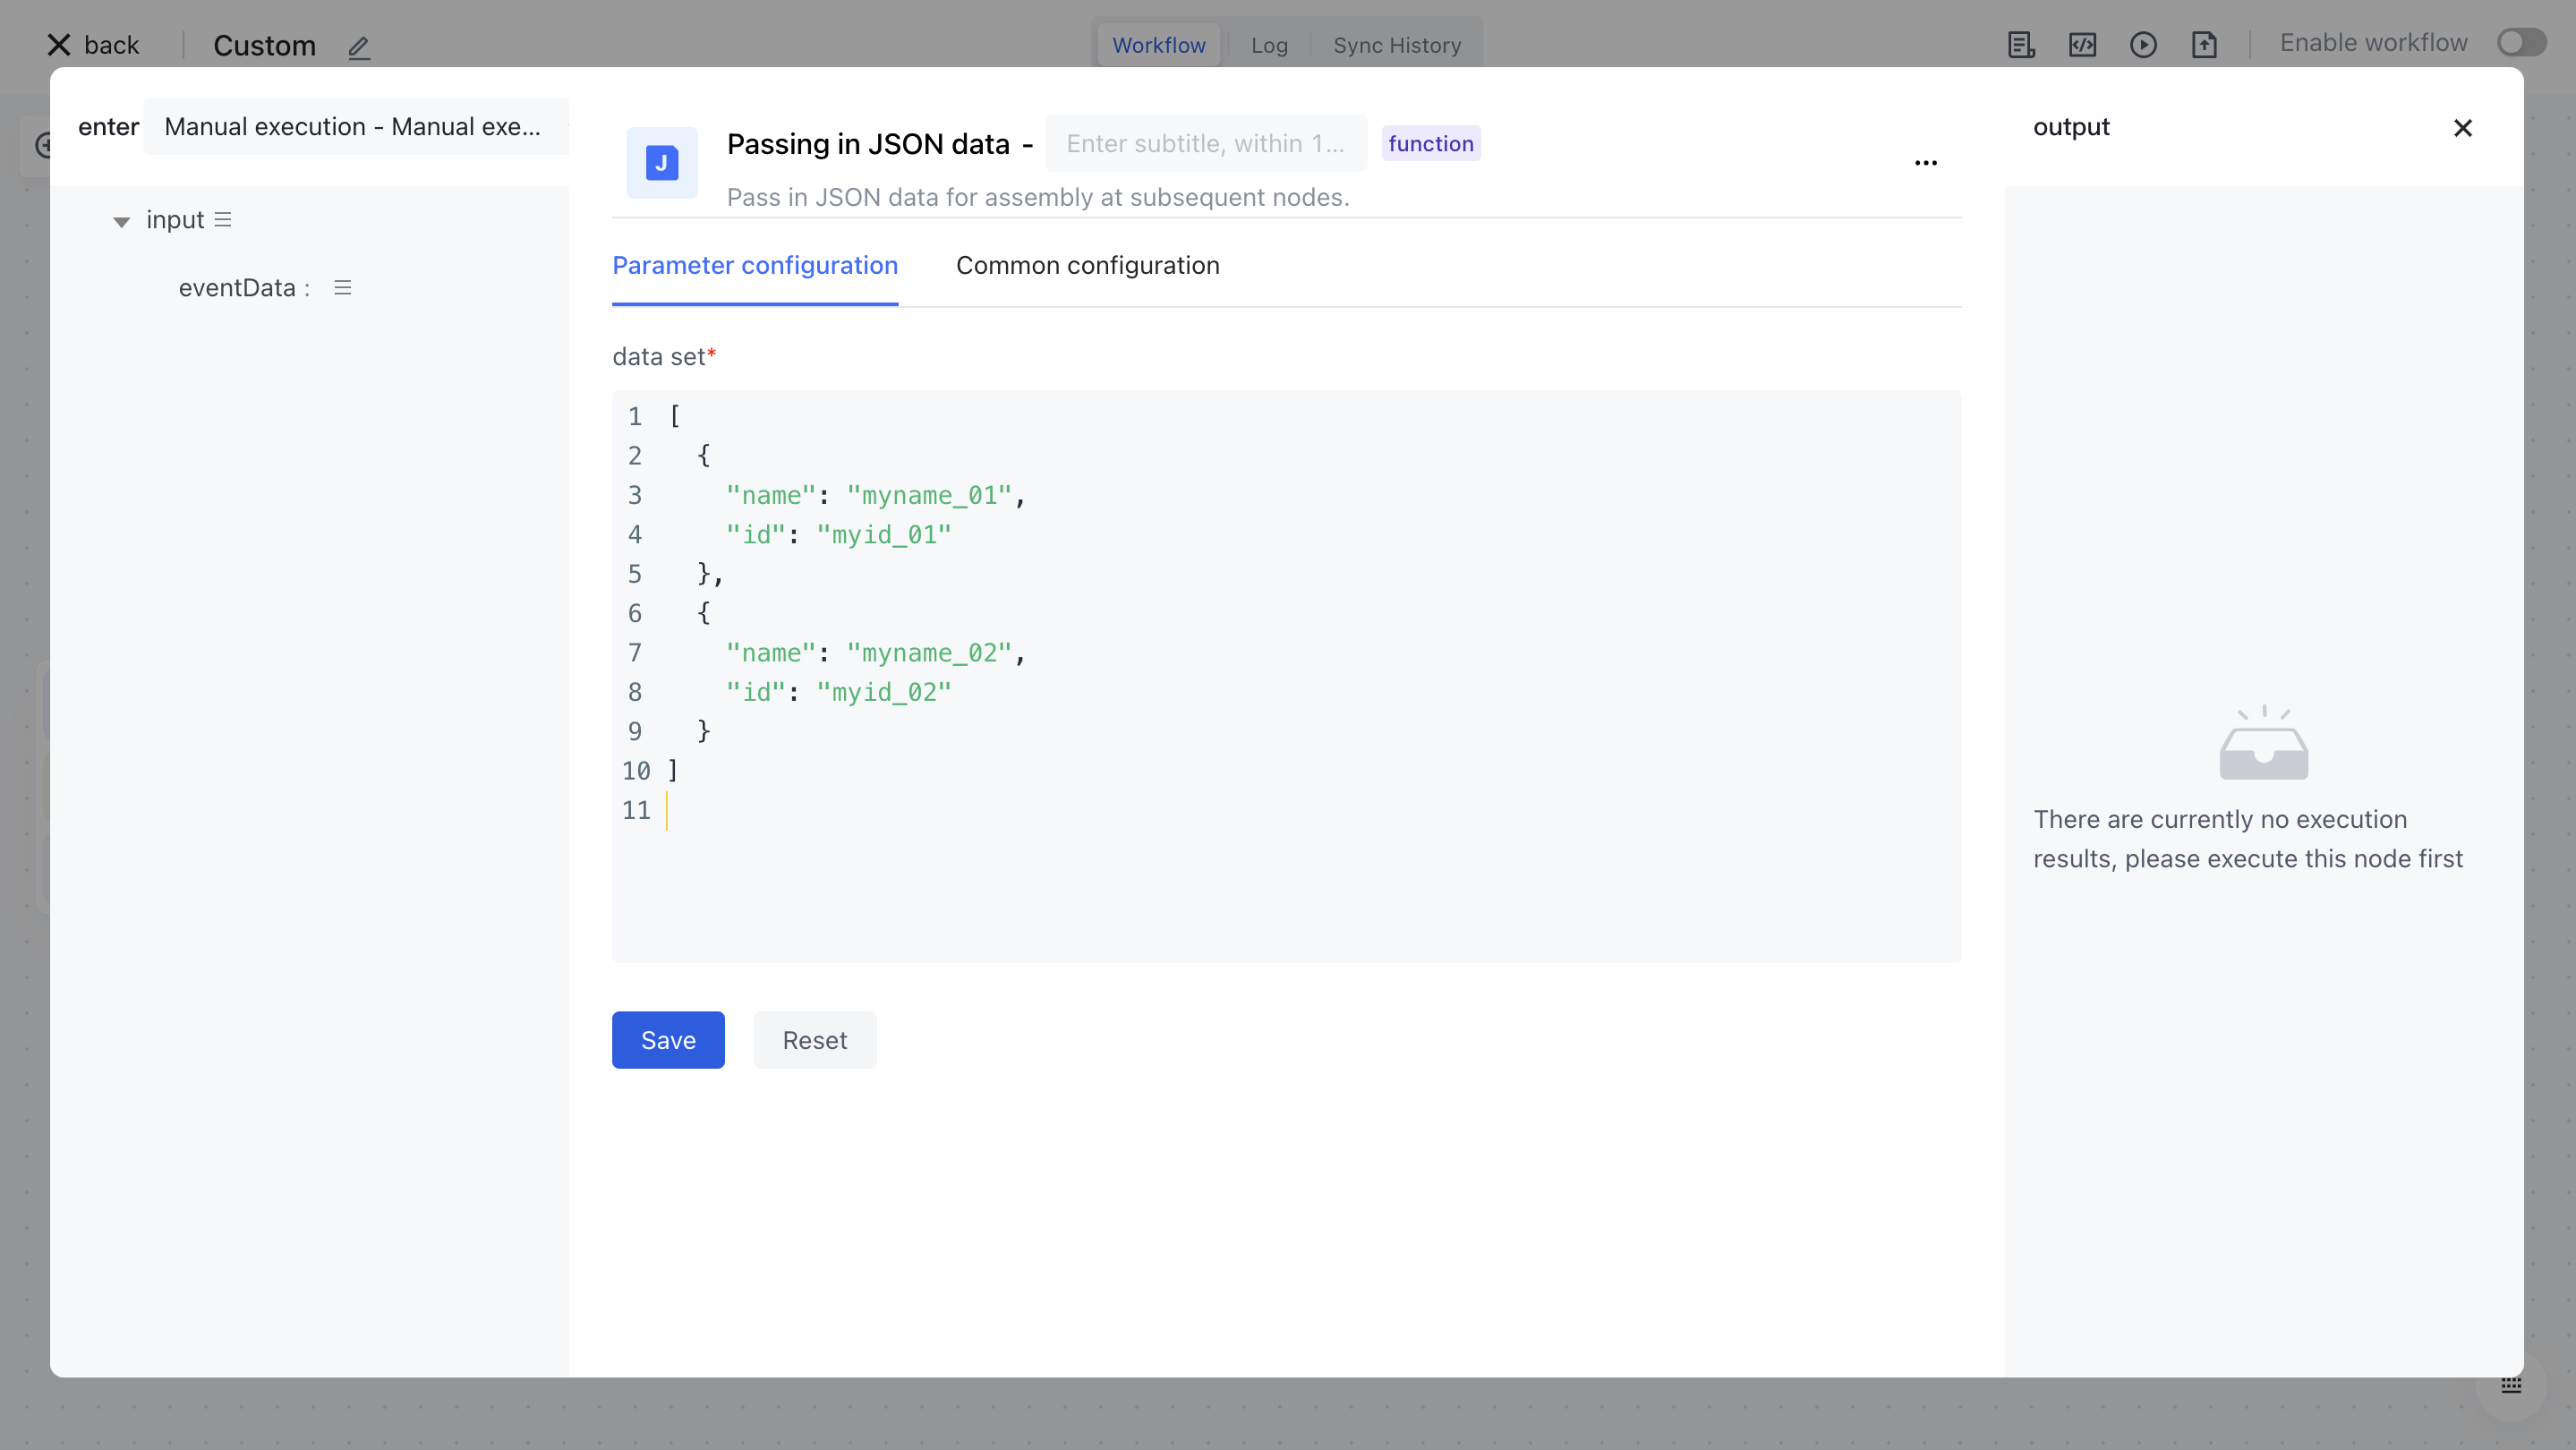 back
Custom
Workflow
Log
Sync History
Enable workflow
enter
Manual execution - Manual exe...
input
eventData :
J
Passing in JSON data -
Enter subtitle, within 1...
function
Pass in JSON data for assembly at subsequent nodes.
Parameter configuration
Common configuration
data set*
1 [
2   {
3     "name": "myname_01",
4     "id": "myid_01"
5   },
6   {
7     "name": "myname_02",
8     "id": "myid_02"
9   }
10 ]
11
Save
Reset
output
There are currently no execution
results, please execute this node first